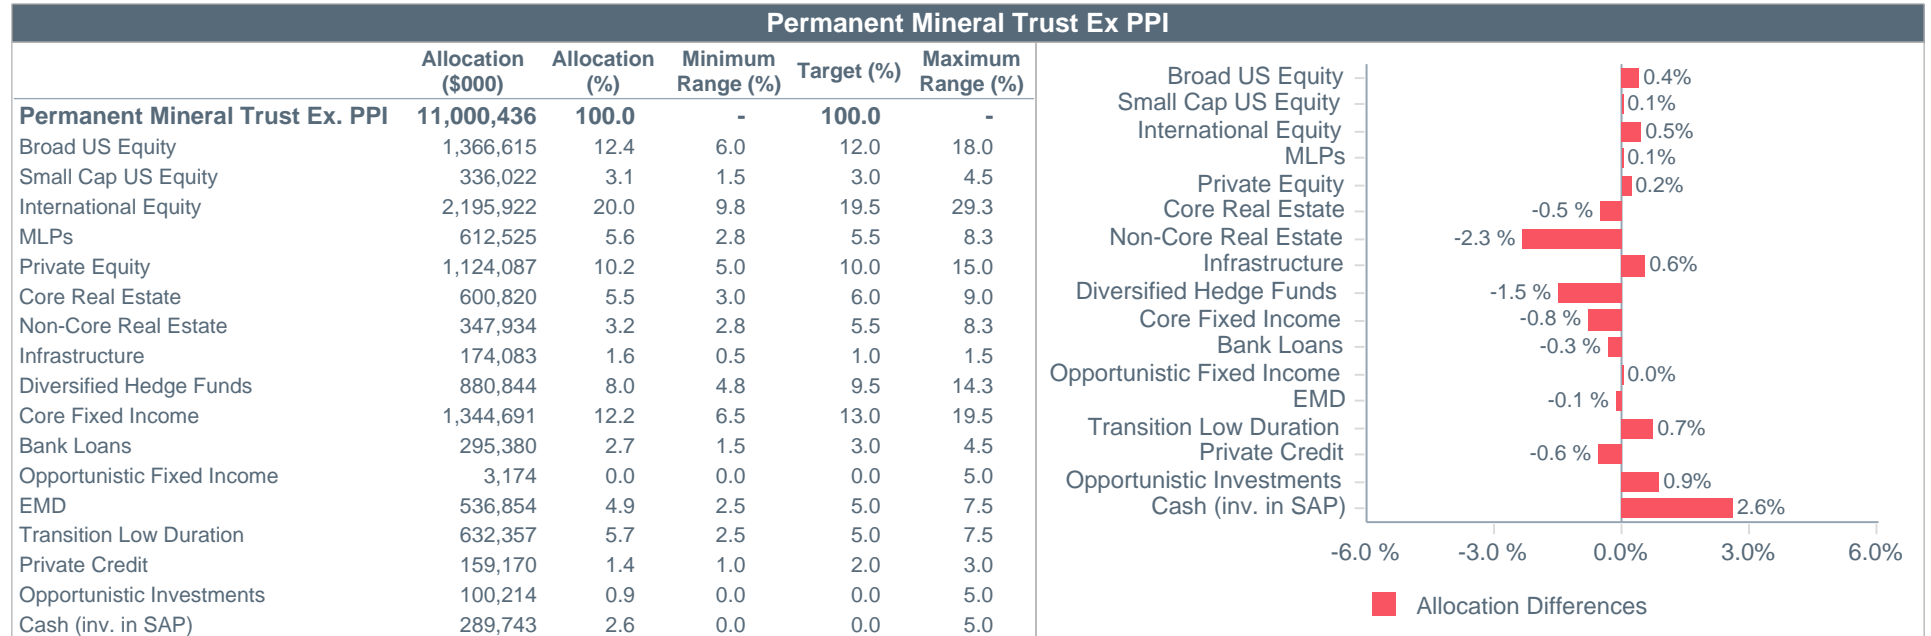 Permanent Mineral Trust Ex PPI
Allocation ($000) Allocation (%) Minimum Range (%) Target (%) Maximum Range (%)
Permanent Mineral Trust Ex. PPI 11,000,436 100.0 - 100.0 -
Broad US Equity 1,366,615 12.4 6.0 12.0 18.0
Small Cap US Equity 336,022 3.1 1.5 3.0 4.5
International Equity 2,195,922 20.0 9.8 19.5 29.3
MLPs 612,525 5.6 2.8 5.5 8.3
Private Equity 1,124,087 10.2 5.0 10.0 15.0
Core Real Estate 600,820 5.5 3.0 6.0 9.0
Non-Core Real Estate 347,934 3.2 2.8 5.5 8.3
Infrastructure 174,083 1.6 0.5 1.0 1.5
Diversified Hedge Funds 880,844 8.0 4.8 9.5 14.3
Core Fixed Income 1,344,691 12.2 6.5 13.0 19.5
Bank Loans 295,380 2.7 1.5 3.0 4.5
Opportunistic Fixed Income 3,174 0.0 0.0 0.0 5.0
EMD 536,854 4.9 2.5 5.0 7.5
Transition Low Duration 632,357 5.7 2.5 5.0 7.5
Private Credit 159,170 1.4 1.0 2.0 3.0
Opportunistic Investments 100,214 0.9 0.0 0.0 5.0
Cash (inv. in SAP) 289,743 2.6 0.0 0.0 5.0
Broad US Equity 0.4%
Small Cap US Equity 0.1%
International Equity 0.5%
MLPs 0.1%
Private Equity 0.2%
Core Real Estate -0.5 %
Non-Core Real Estate -2.3 %
Infrastructure 0.6%
Diversified Hedge Funds -1.5 %
Core Fixed Income -0.8 %
Bank Loans -0.3 %
Opportunistic Fixed Income 0.0%
EMD -0.1 %
Transition Low Duration 0.7%
Private Credit -0.6 %
Opportunistic Investments 0.9%
Cash (inv. in SAP) 2.6%
-6.0 % -3.0 % 0.0% 3.0% 6.0%
Allocation Differences